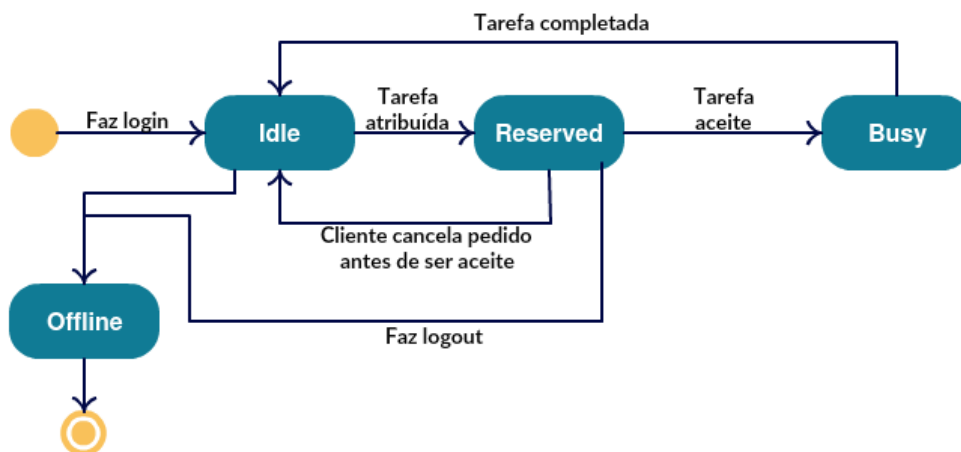 Tarefa completada
Faz login
Idle
Tarefa
atribuída
Reserved
Tarefa
aceite
Busy
Cliente cancela pedido
antes de ser aceite
Offline
Faz logout